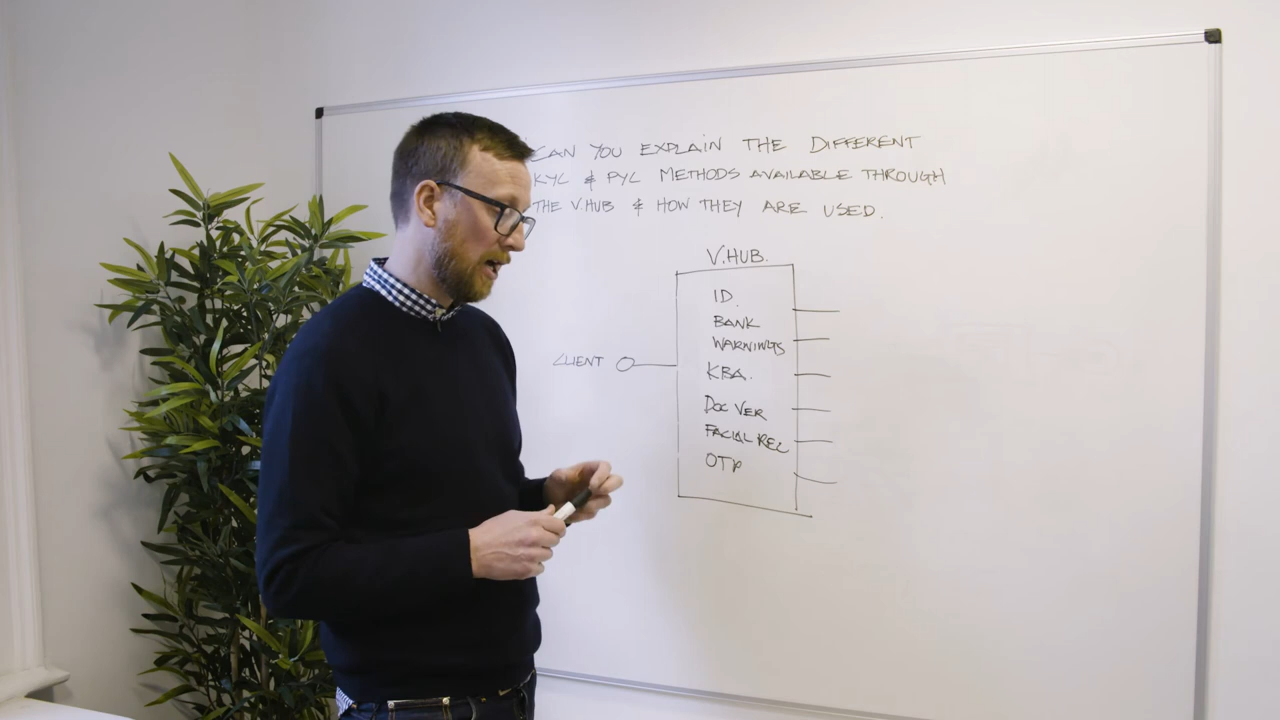 CAN YOU EXPLAIN THE DIFFERENT
KYC & PYC METHODS AVAILABLE THROUGH
THE V.HUB & HOW THEY ARE USED.
V.HUB.
ID.
BANK
WARNINGS
CLIENT
KBA.
DOC VER
FACIAL REC
OTP